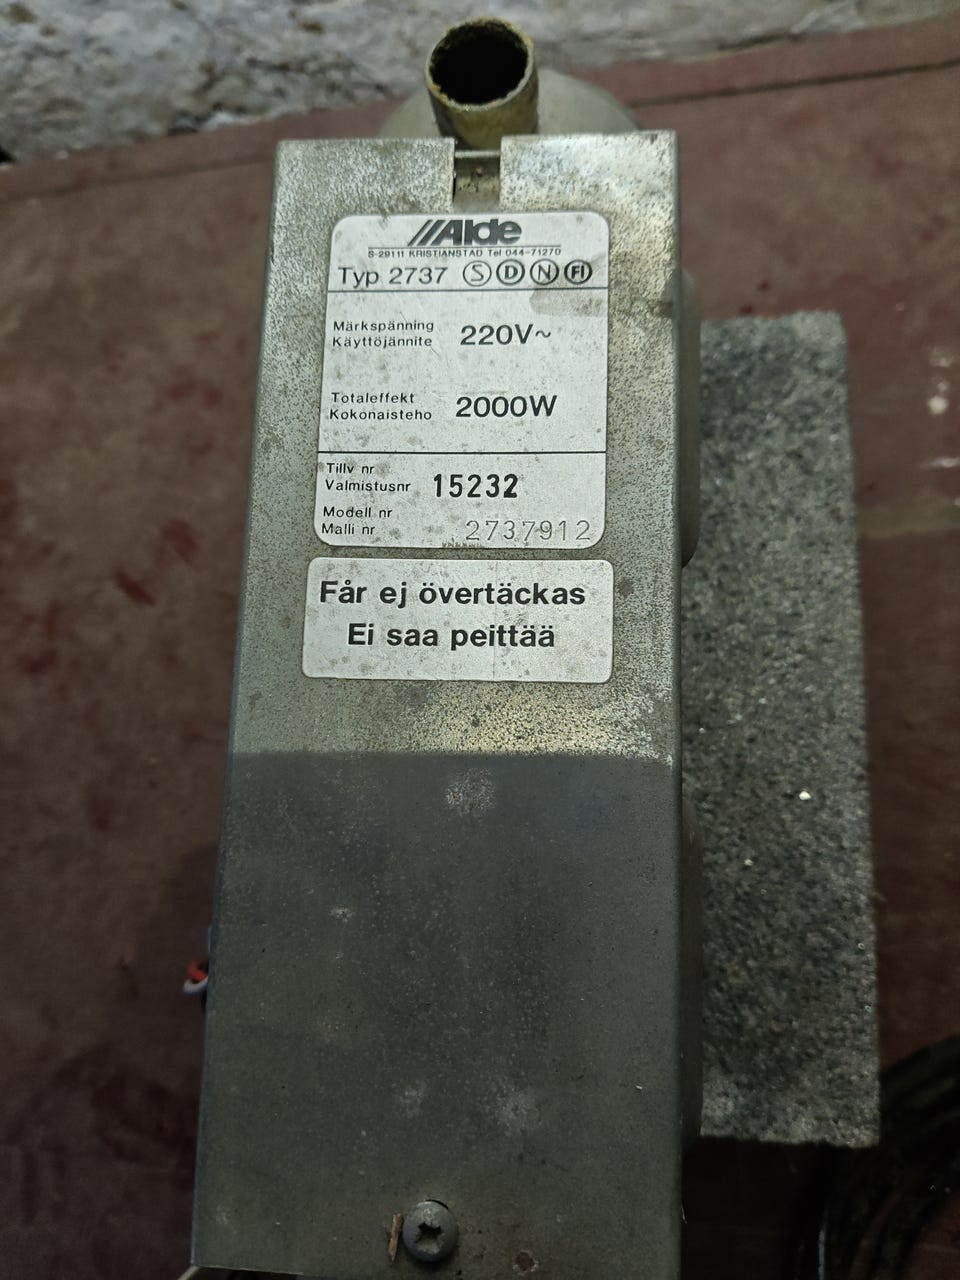 Alde
S-29111 KRISTIANSTAD Tel 044-71270
Typ 2737 S D N FI
Märkspänning
Käyttöjännite 220V~
Totaleffekt
Kokonaisteho 2000W
Tillv nr
Valmistusnr 15232
Modell nr
Malli nr 2737912
Får ej övertäckas
Ei saa peittää